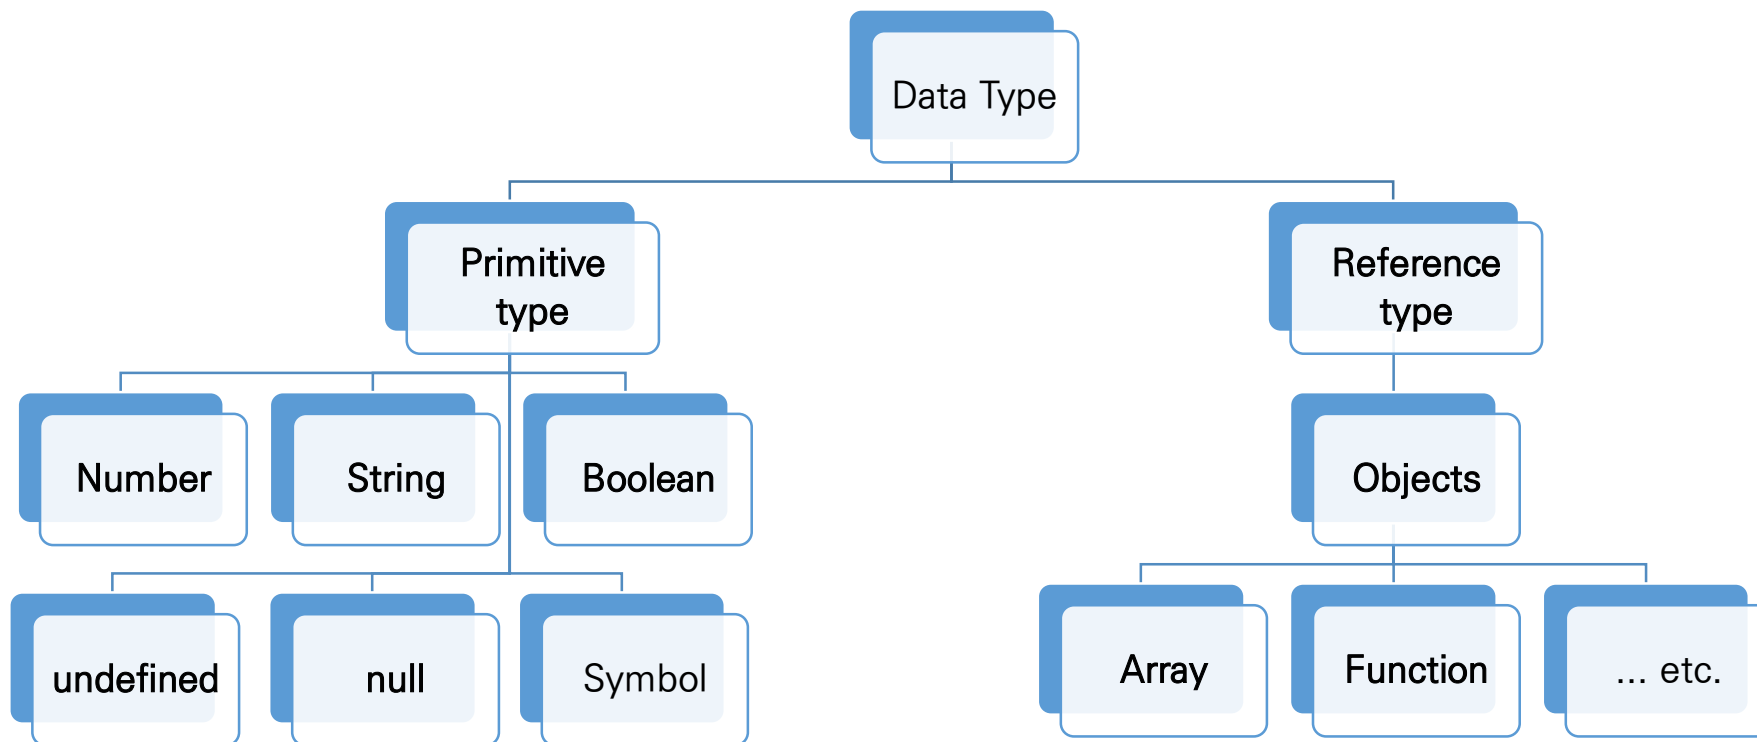 Data Type
Primitive
type
Reference
type
Number
String
Boolean
Objects
undefined
null
Symbol
Array
Function
... etc.